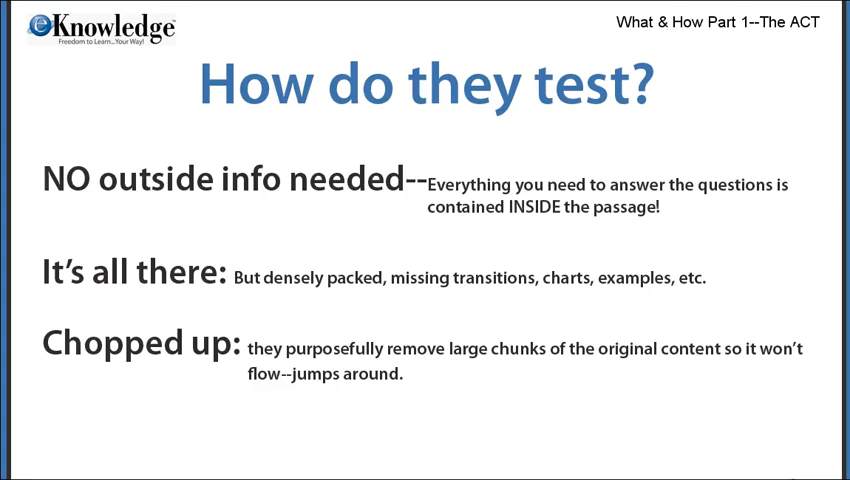 eKnowledge™
Freedom to Learn...Your Way!
What & How Part 1--The ACT
How do they test?
NO outside info needed--Everything you need to answer the questions is
contained INSIDE the passage!
It's all there: But densely packed, missing transitions, charts, examples, etc.
Chopped up: they purposefully remove large chunks of the original content so it won't
flow--jumps around.